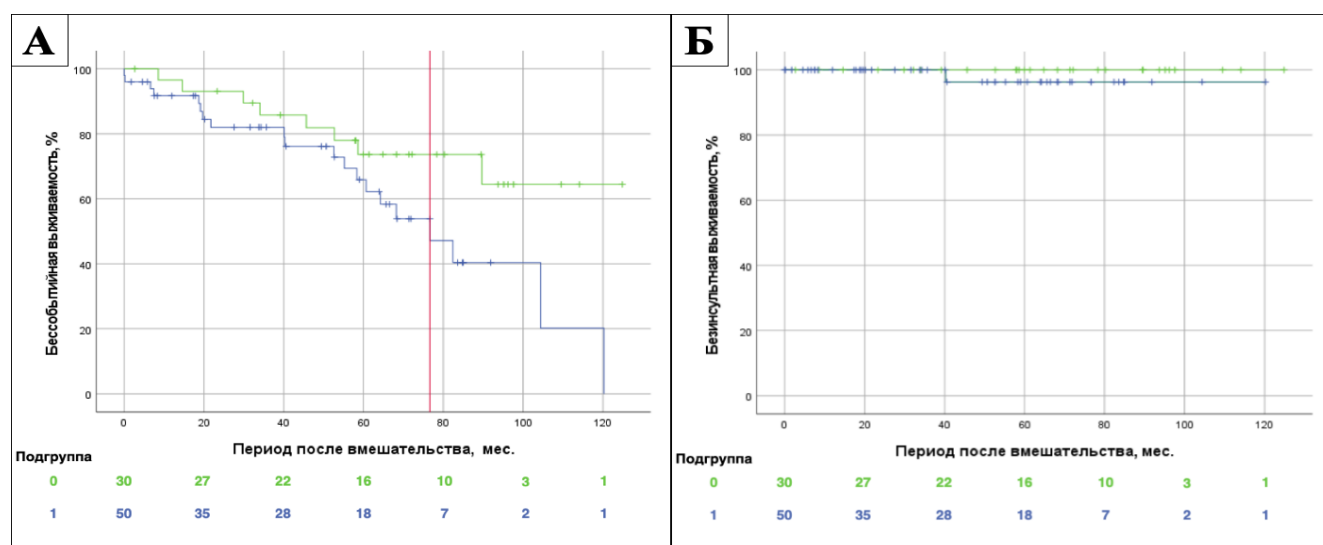 А
Бессобытийная выживаемость, %
100
80
60
40
20
0
0 20 40 60 80 100 120
Период после вмешательства, мес.
Подгруппа
0 30 27 22 16 10 3 1
1 50 35 28 18 7 2 1
Б
Безинсультная выживаемость, %
100
80
60
40
20
0
0 20 40 60 80 100 120
Период после вмешательства, мес.
Подгруппа
0 30 27 22 16 10 3 1
1 50 35 28 18 7 2 1